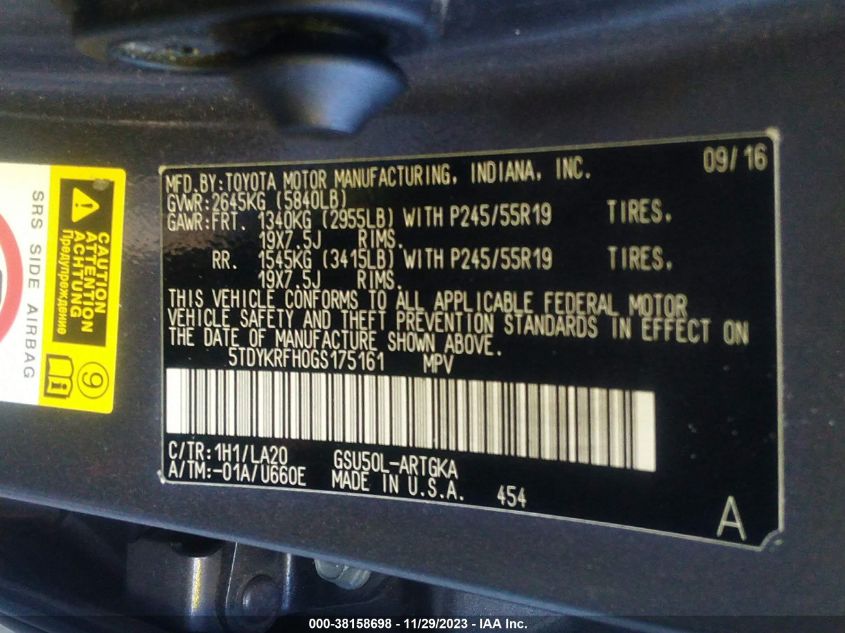 MFD.BY:TOYOTA MOTOR MANUFACTURING, INDIANA, INC. 09/16
GVWR:2645KG (5840LB)
GAWR:FRT. 1340KG (2955LB) WITH P245/55R19 TIRES.
19X7.5J RIMS.
RR. 1545KG (3415LB) WITH P245/55R19 TIRES.
19X7.5J RIMS.
THIS VEHICLE CONFORMS TO ALL APPLICABLE FEDERAL MOTOR
VEHICLE SAFETY AND THEFT PREVENTION STANDARDS IN EFFECT ON
THE DATE OF MANUFACTURE SHOWN ABOVE.
5TDYKRFH0GS175161 MPV
C/TR:1H1/LA20 GSU50L-ARTGKA
A/TM:-01A/U660E MADE IN U.S.A. 454
A
SRS SIDE AIRBAG
CAUTION
ATTENTION
ACHTUNG
Предупреждение
9
000-38158698 - 11/29/2023 - IAA Inc.